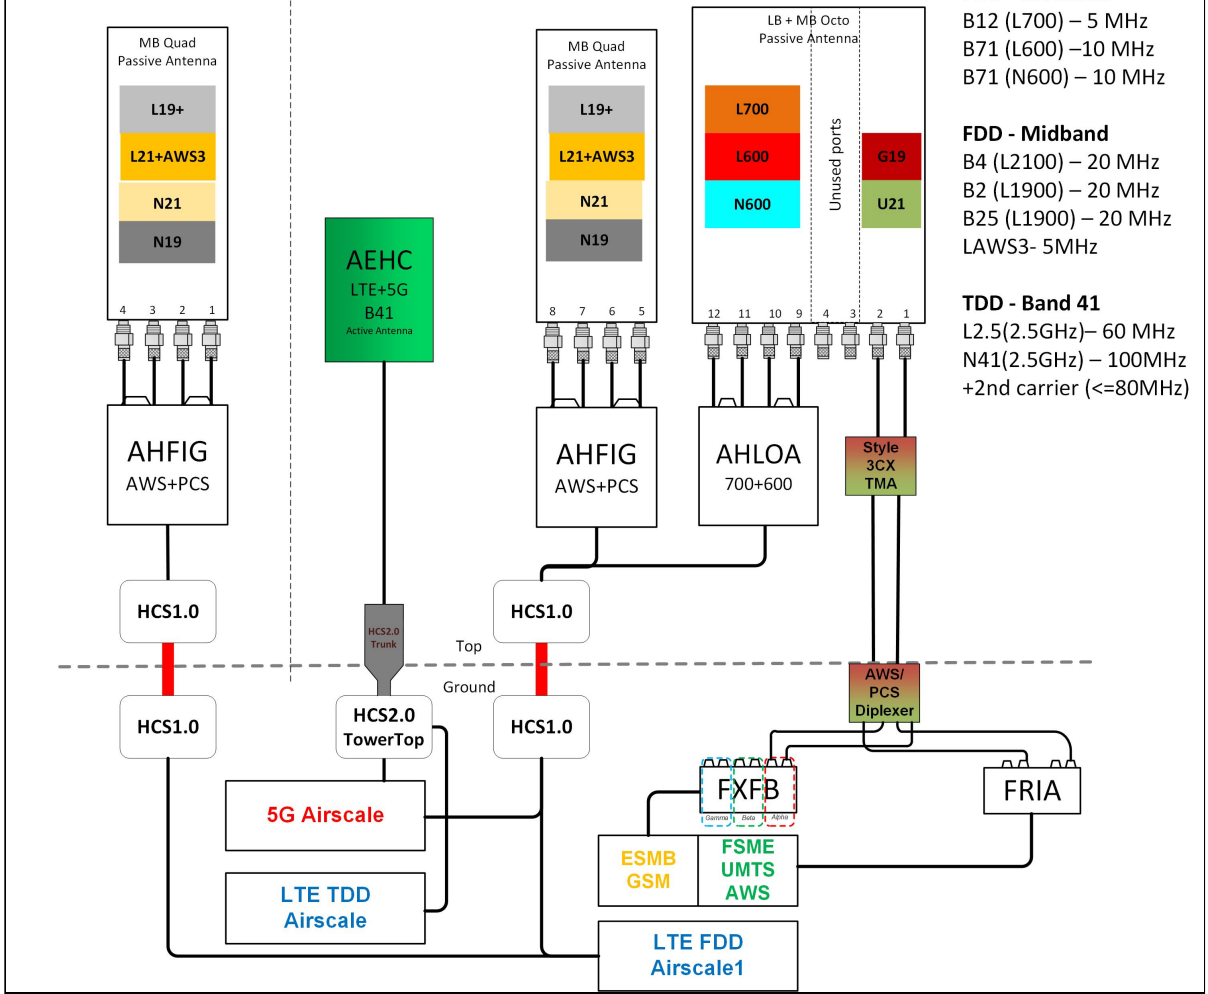 MB Quad
Passive Antenna
L19+
L21+AWS3
N21
N19
4 3 2 1
AHFIG
AWS+PCS
HCS1.0
HCS1.0
AEHC
LTE+5G
B41
Active Antenna
HCS2.0
Trunk
HCS2.0
TowerTop
Top
Ground
MB Quad
Passive Antenna
L19+
L21+AWS3
N21
N19
8 7 6 5
AHFIG
AWS+PCS
HCS1.0
HCS1.0
LB + MB Octo
Passive Antenna
L700
L600
N600
Unused ports
G19
U21
12 11 10 9 4 3 2 1
AHLOA
700+600
Style
3CX
TMA
AWS/
PCS
Diplexer
FXFB
Gamma Beta Alpha
FRIA
5G Airscale
LTE TDD
Airscale
ESMB
GSM
FSME
UMTS
AWS
LTE FDD
Airscale1
B12 (L700) – 5 MHz
B71 (L600) –10 MHz
B71 (N600) – 10 MHz
FDD - Midband
B4 (L2100) – 20 MHz
B2 (L1900) – 20 MHz
B25 (L1900) – 20 MHz
LAWS3- 5MHz
TDD - Band 41
L2.5(2.5GHz)– 60 MHz
N41(2.5GHz) – 100MHz
+2nd carrier (<=80MHz)